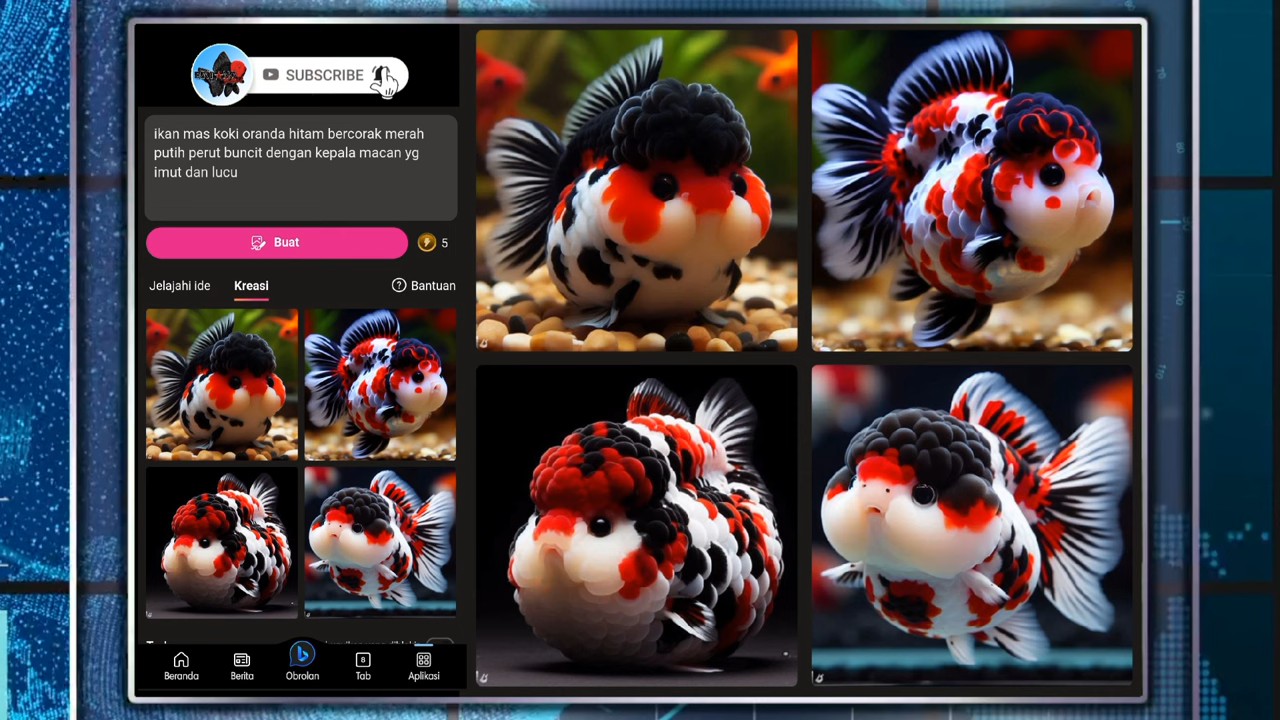 SUBSCRIBE
ikan mas koki oranda hitam bercorak merah
putih perut buncit dengan kepala macan yg
imut dan lucu
Buat
5
Jelajahi ide
Kreasi
? Bantuan
Beranda
Berita
Obrolan
8
Tab
Aplikasi